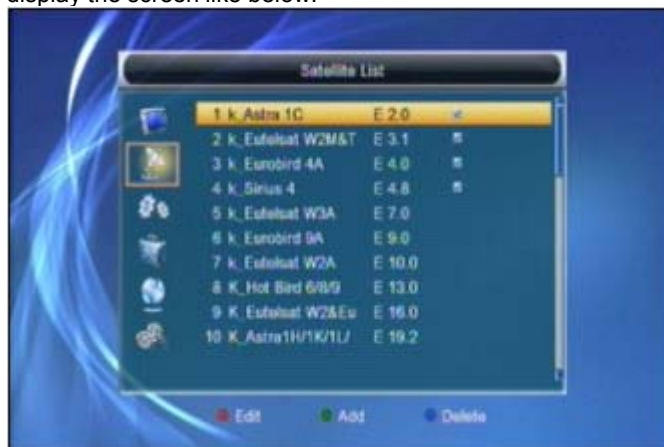 display the screen like below:
Satellite List
1 k_Astra 1C E 2.0
2 k_Eutelsat W2M&T E 3.1
3 k_Eurobird 4A E 4.0
4 k_Sirius 4 E 4.8
5 k_Eutelsat W3A E 7.0
6 k_Eurobird 9A E 9.0
7 k_Eutelsat W2A E 10.0
8 K_Hot Bird 6/8/9 E 13.0
9 K_Eutelsat W2&Eu E 16.0
10 K_Astra1H/1K/1L/ E 19.2
Edit Add Delete